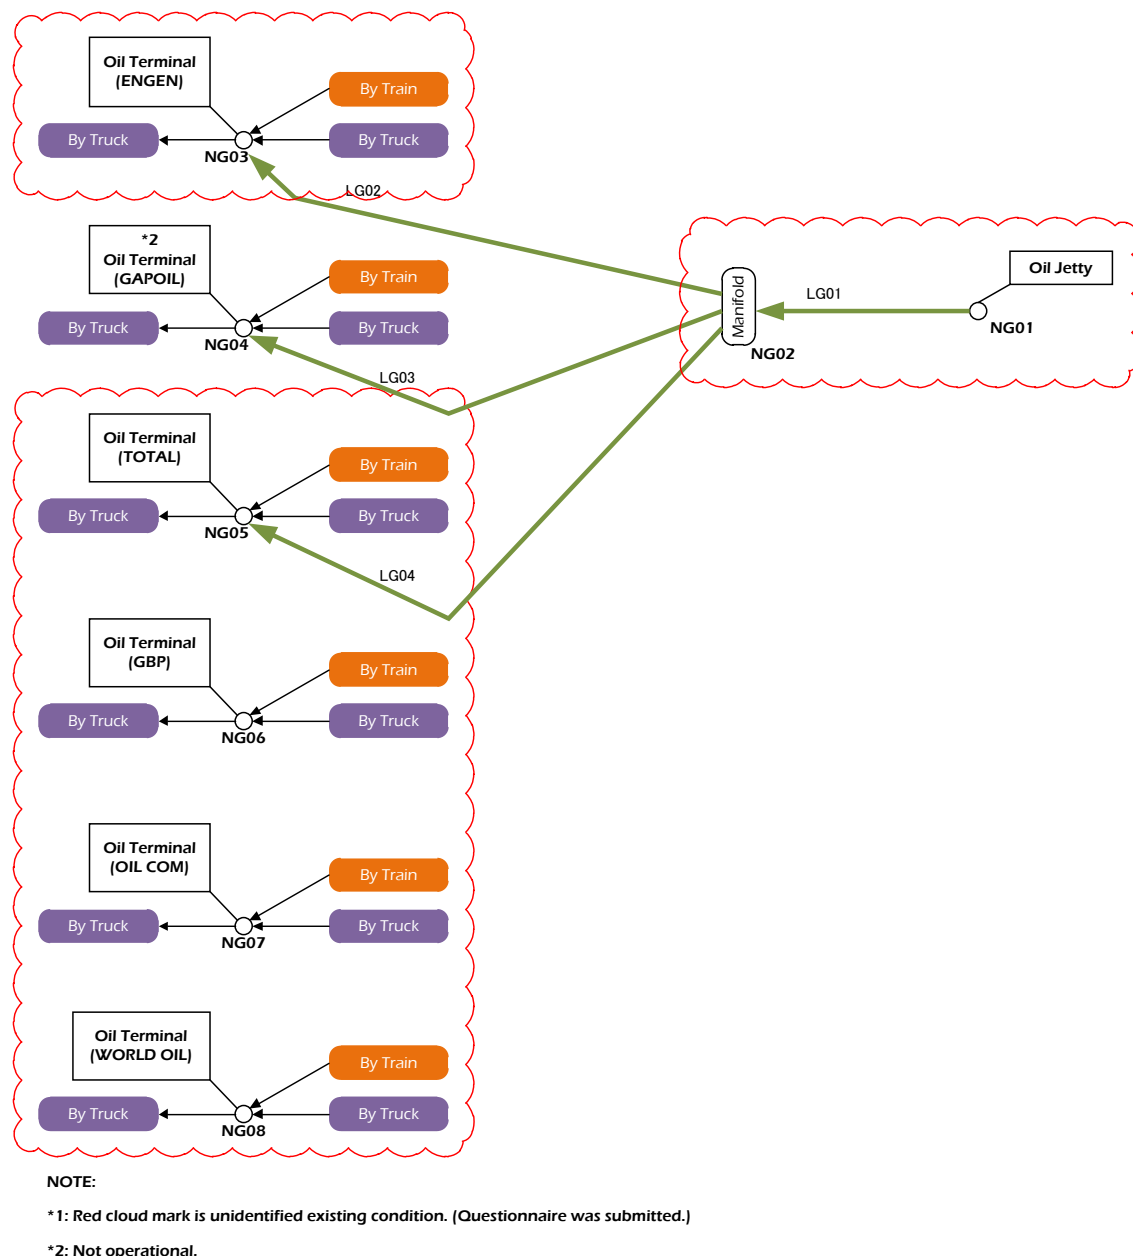 Oil Terminal
(ENGEN)
By Train
By Truck
By Truck
NG03
LG02
*2
Oil Terminal
(GAPOIL)
By Train
By Truck
By Truck
NG04
LG03
Oil Jetty
LG01
NG01
Manifold
NG02
Oil Terminal
(TOTAL)
By Train
By Truck
By Truck
NG05
LG04
Oil Terminal
(GBP)
By Train
By Truck
By Truck
NG06
Oil Terminal
(OIL COM)
By Train
By Truck
By Truck
NG07
Oil Terminal
(WORLD OIL)
By Train
By Truck
By Truck
NG08
NOTE:
*1: Red cloud mark is unidentified existing condition. (Questionnaire was submitted.)
*2: Not operational.